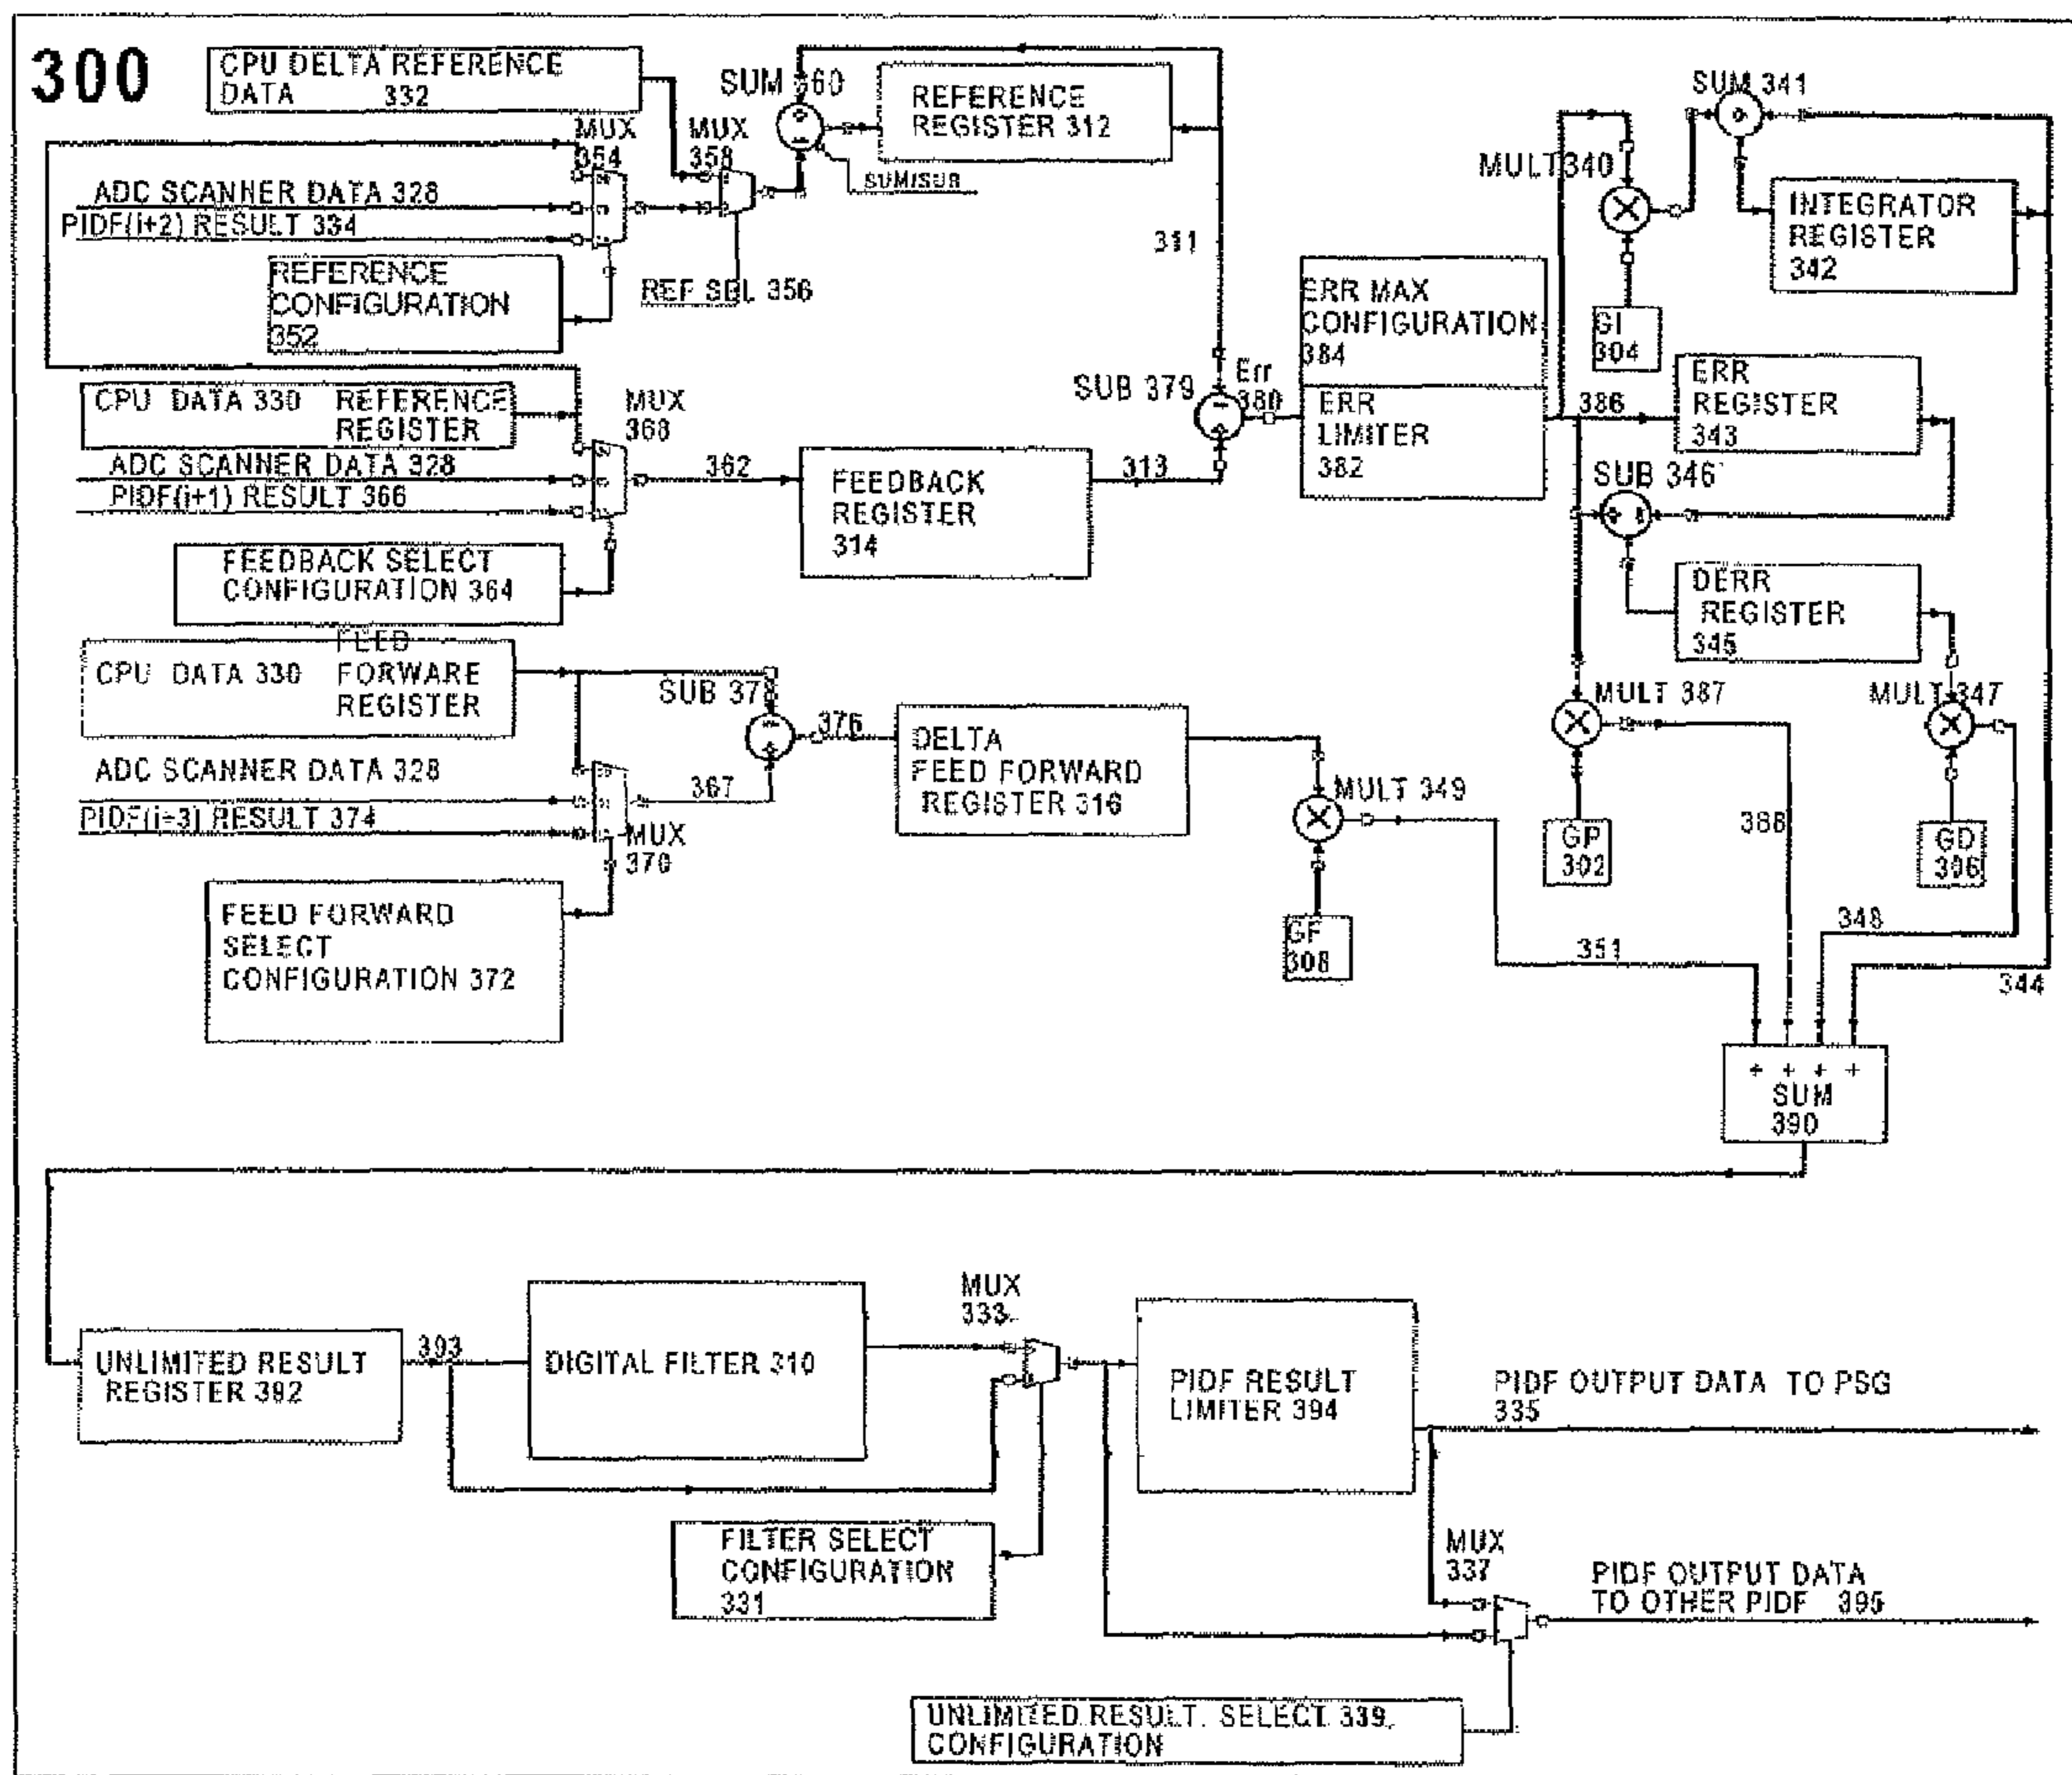 300
CPU DELTA REFERENCE
DATA 332
SUM 360
REFERENCE
REGISTER 312
SUM/SUB
MUX
354
MUX
358
ADC SCANNER DATA 328
PIDF(i+2) RESULT 334
REFERENCE
CONFIGURATION
352
REF SEL 356
311
SUM 341
MULT 340
INTEGRATOR
REGISTER
342
GI
304
ERR MAX
CONFIGURATION
384
ERR
LIMITER
382
SUB 379
Err
380
386
ERR
REGISTER
343
CPU DATA 330 REFERENCE
REGISTER
MUX
368
ADC SCANNER DATA 328
PIDF(i+1) RESULT 366
362
FEEDBACK
REGISTER
314
313
SUB 346
FEEDBACK SELECT
CONFIGURATION 364
DERR
REGISTER
345
FEED
CPU DATA 330 FORWARE
REGISTER
SUB 37
376
DELTA
FEED FORWARD
REGISTER 316
MULT 387
MULT 347
ADC SCANNER DATA 328
PIDF(i+3) RESULT 374
367
MUX
370
MULT 349
GP
302
388
GD
306
FEED FORWARD
SELECT
CONFIGURATION 372
GF
308
351
348
344
+ + + +
SUM
390
UNLIMITED RESULT
REGISTER 392
393
DIGITAL FILTER 310
MUX
333
PIDF RESULT
LIMITER 394
PIDF OUTPUT DATA TO PSG
335
FILTER SELECT
CONFIGURATION
331
MUX
337
PIDF OUTPUT DATA
TO OTHER PIDF 395
UNLIMITED RESULT SELECT 339
CONFIGURATION